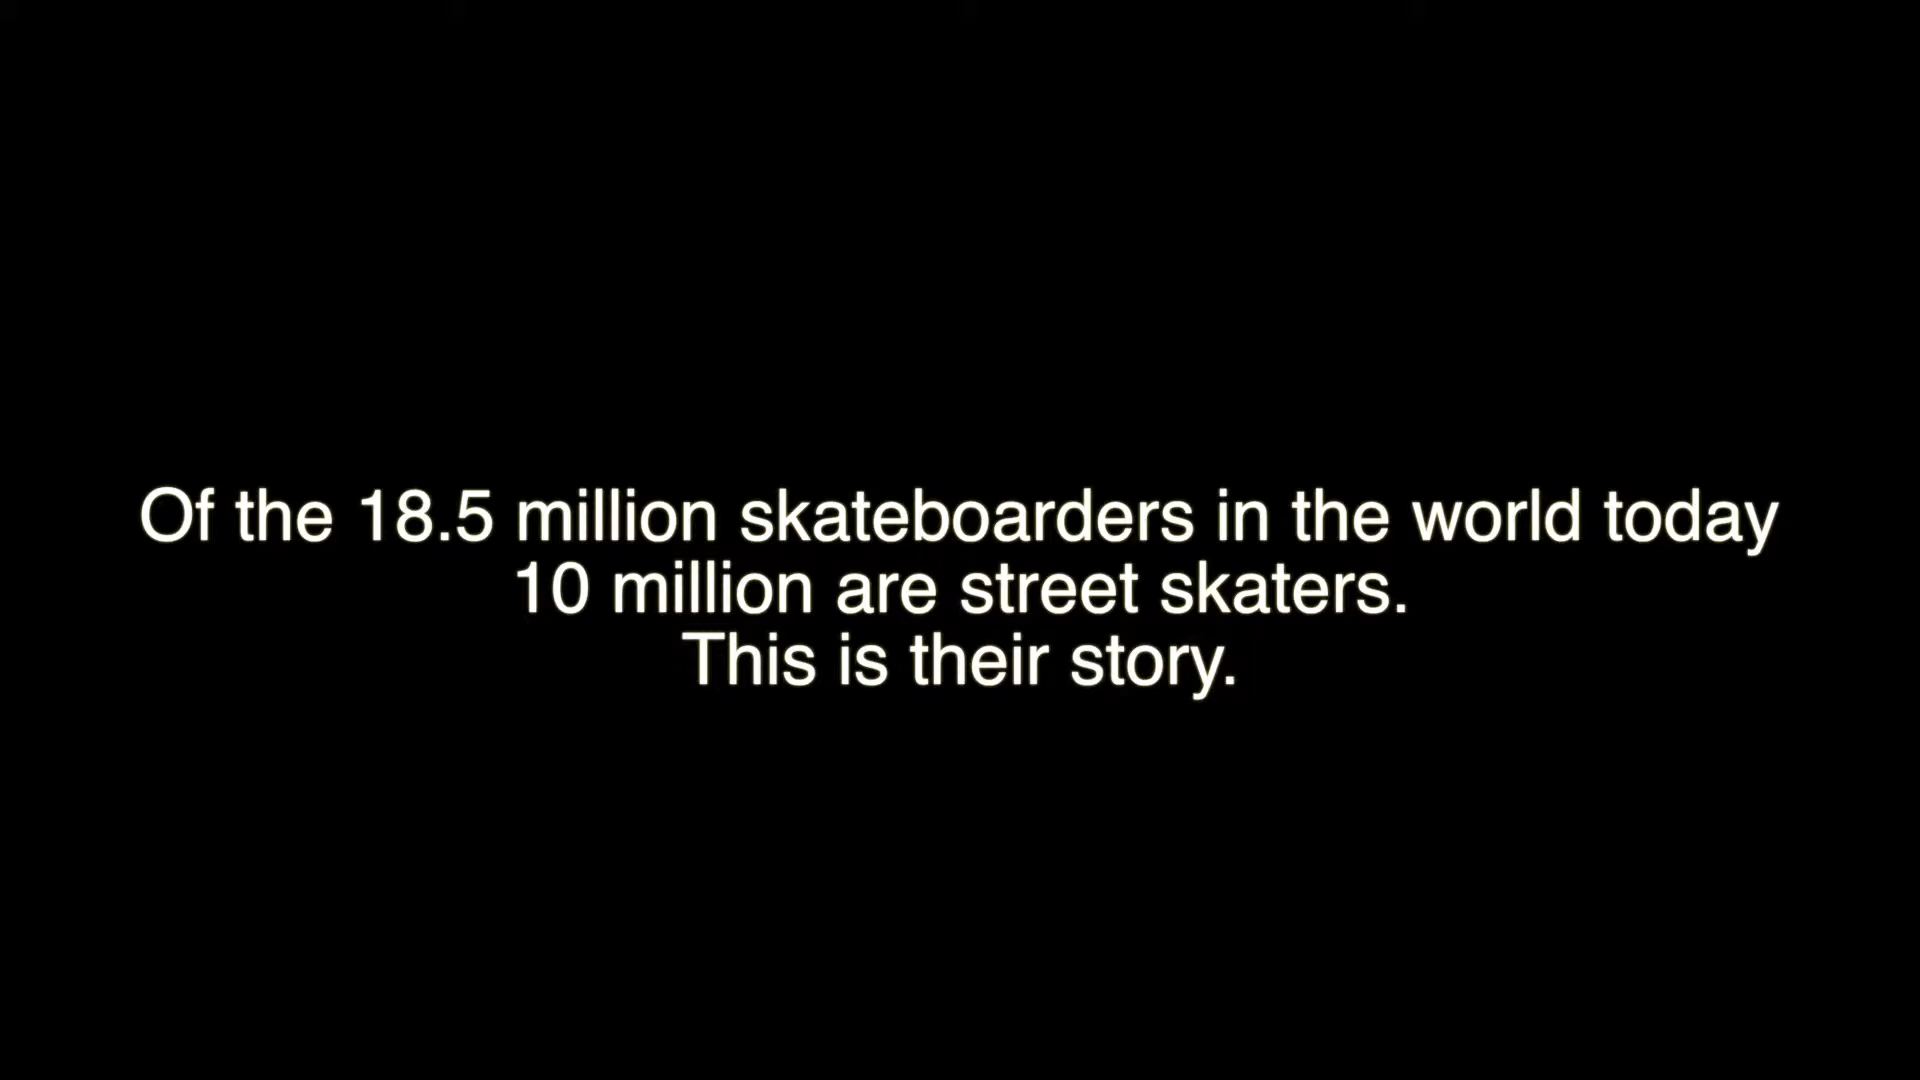 Of the 18.5 million skateboarders in the world today
10 million are street skaters.
This is their story.